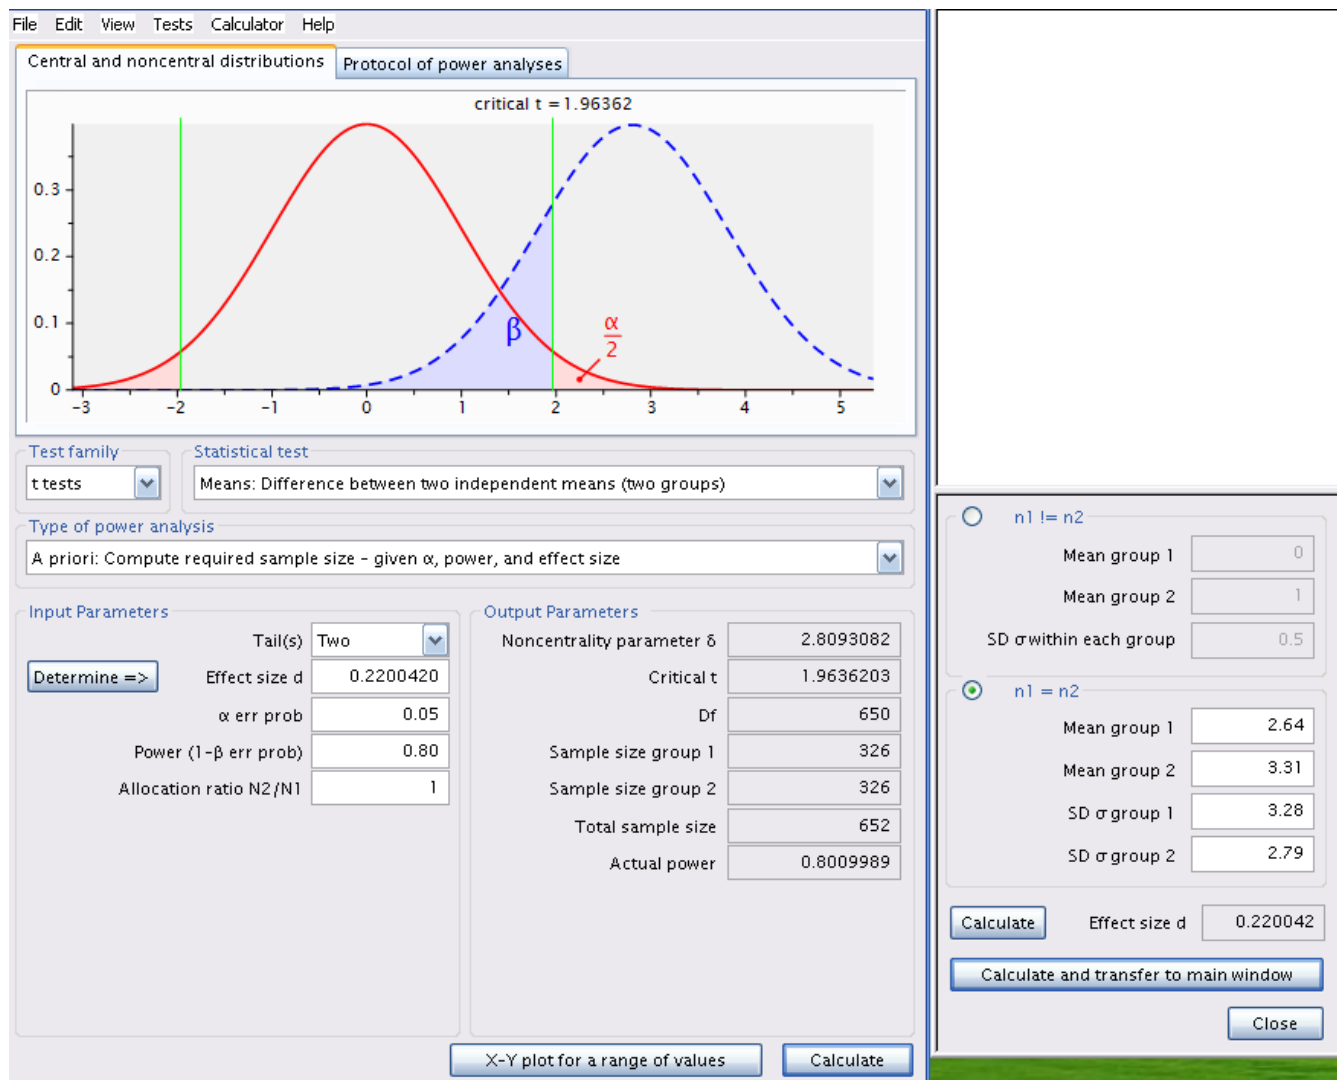 File Edit View Tests Calculator Help
Central and noncentral distributions
Protocol of power analyses
critical t = 1.96362
0.3
0.2
0.1
0
β
α
2
-3 -2 -1 0 1 2 3 4 5
Test family
t tests
Statistical test
Means: Difference between two independent means (two groups)
Type of power analysis
A priori: Compute required sample size - given α, power, and effect size
Input Parameters
Tail(s) Two
Determine => Effect size d 0.2200420
α err prob 0.05
Power (1-β err prob) 0.80
Allocation ratio N2/N1 1
Output Parameters
Noncentrality parameter δ 2.8093082
Critical t 1.9636203
Df 650
Sample size group 1 326
Sample size group 2 326
Total sample size 652
Actual power 0.8009989
X-Y plot for a range of values
Calculate
n1 != n2
Mean group 1 0
Mean group 2 1
SD σ within each group 0.5
n1 = n2
Mean group 1 2.64
Mean group 2 3.31
SD σ group 1 3.28
SD σ group 2 2.79
Calculate Effect size d 0.220042
Calculate and transfer to main window
Close